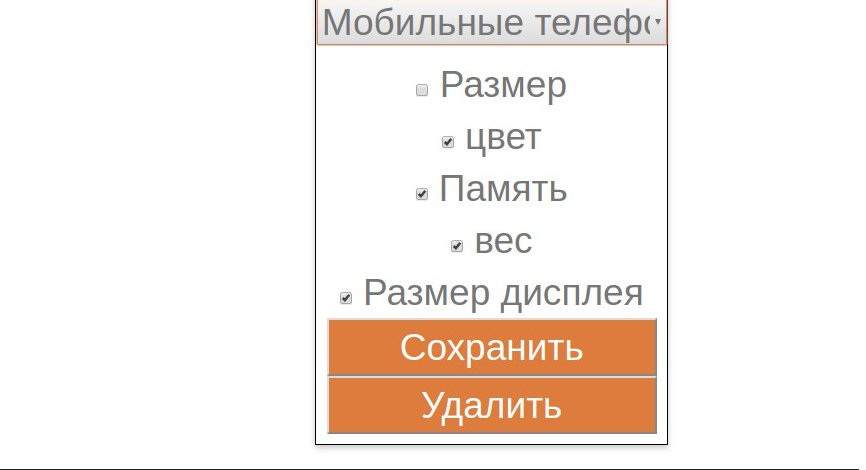 Мобильные телефо
Размер
цвет
Память
вес
Размер дисплея
Сохранить
Удалить